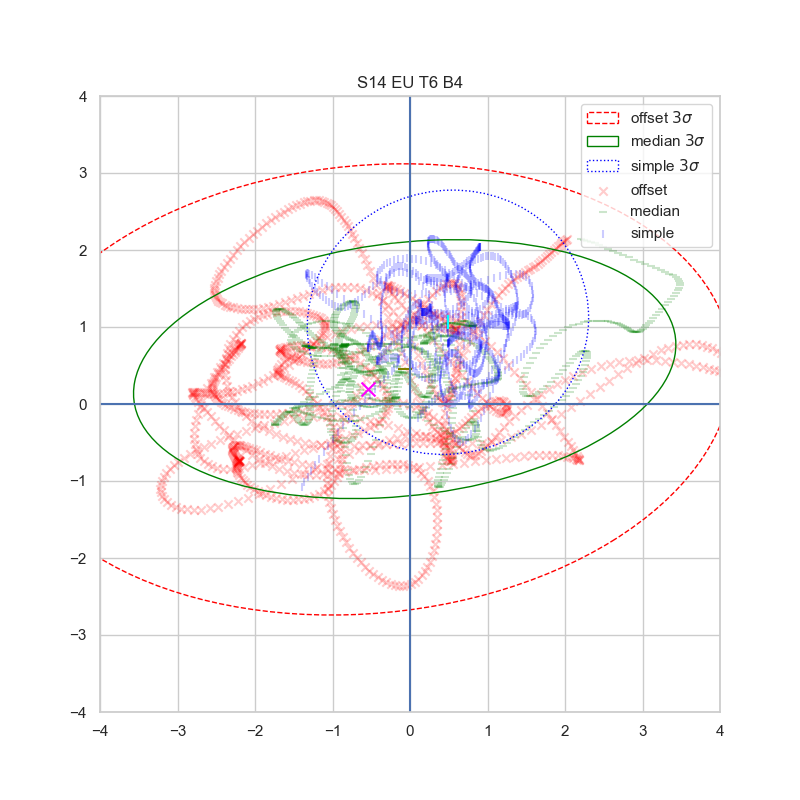 S14 EU T6 B4
offset 3σ
median 3σ
simple 3σ
offset
median
simple
4
3
2
1
0
−1
−2
−3
−4
−4 −3 −2 −1 0 1 2 3 4